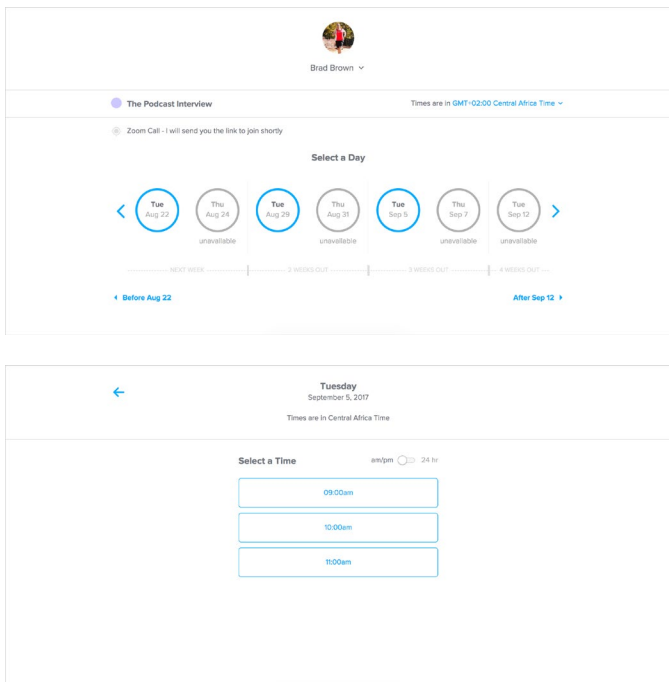 Brad Brown
The Podcast Interview
Times are in GMT+02:00 Central Africa Time
Zoom Call - I will send you the link to join shortly
Select a Day
Tue Aug 22
Thu Aug 24 unavailable
Tue Aug 29
Thu Aug 31 unavailable
Tue Sep 5
Thu Sep 7 unavailable
Tue Sep 12 unavailable
NEXT WEEK
2 WEEKS OUT
3 WEEKS OUT
4 WEEKS OUT
Before Aug 22
After Sep 12
Tuesday
September 5, 2017
Times are in Central Africa Time
Select a Time
am/pm 24 hr
09:00am
10:00am
11:00am